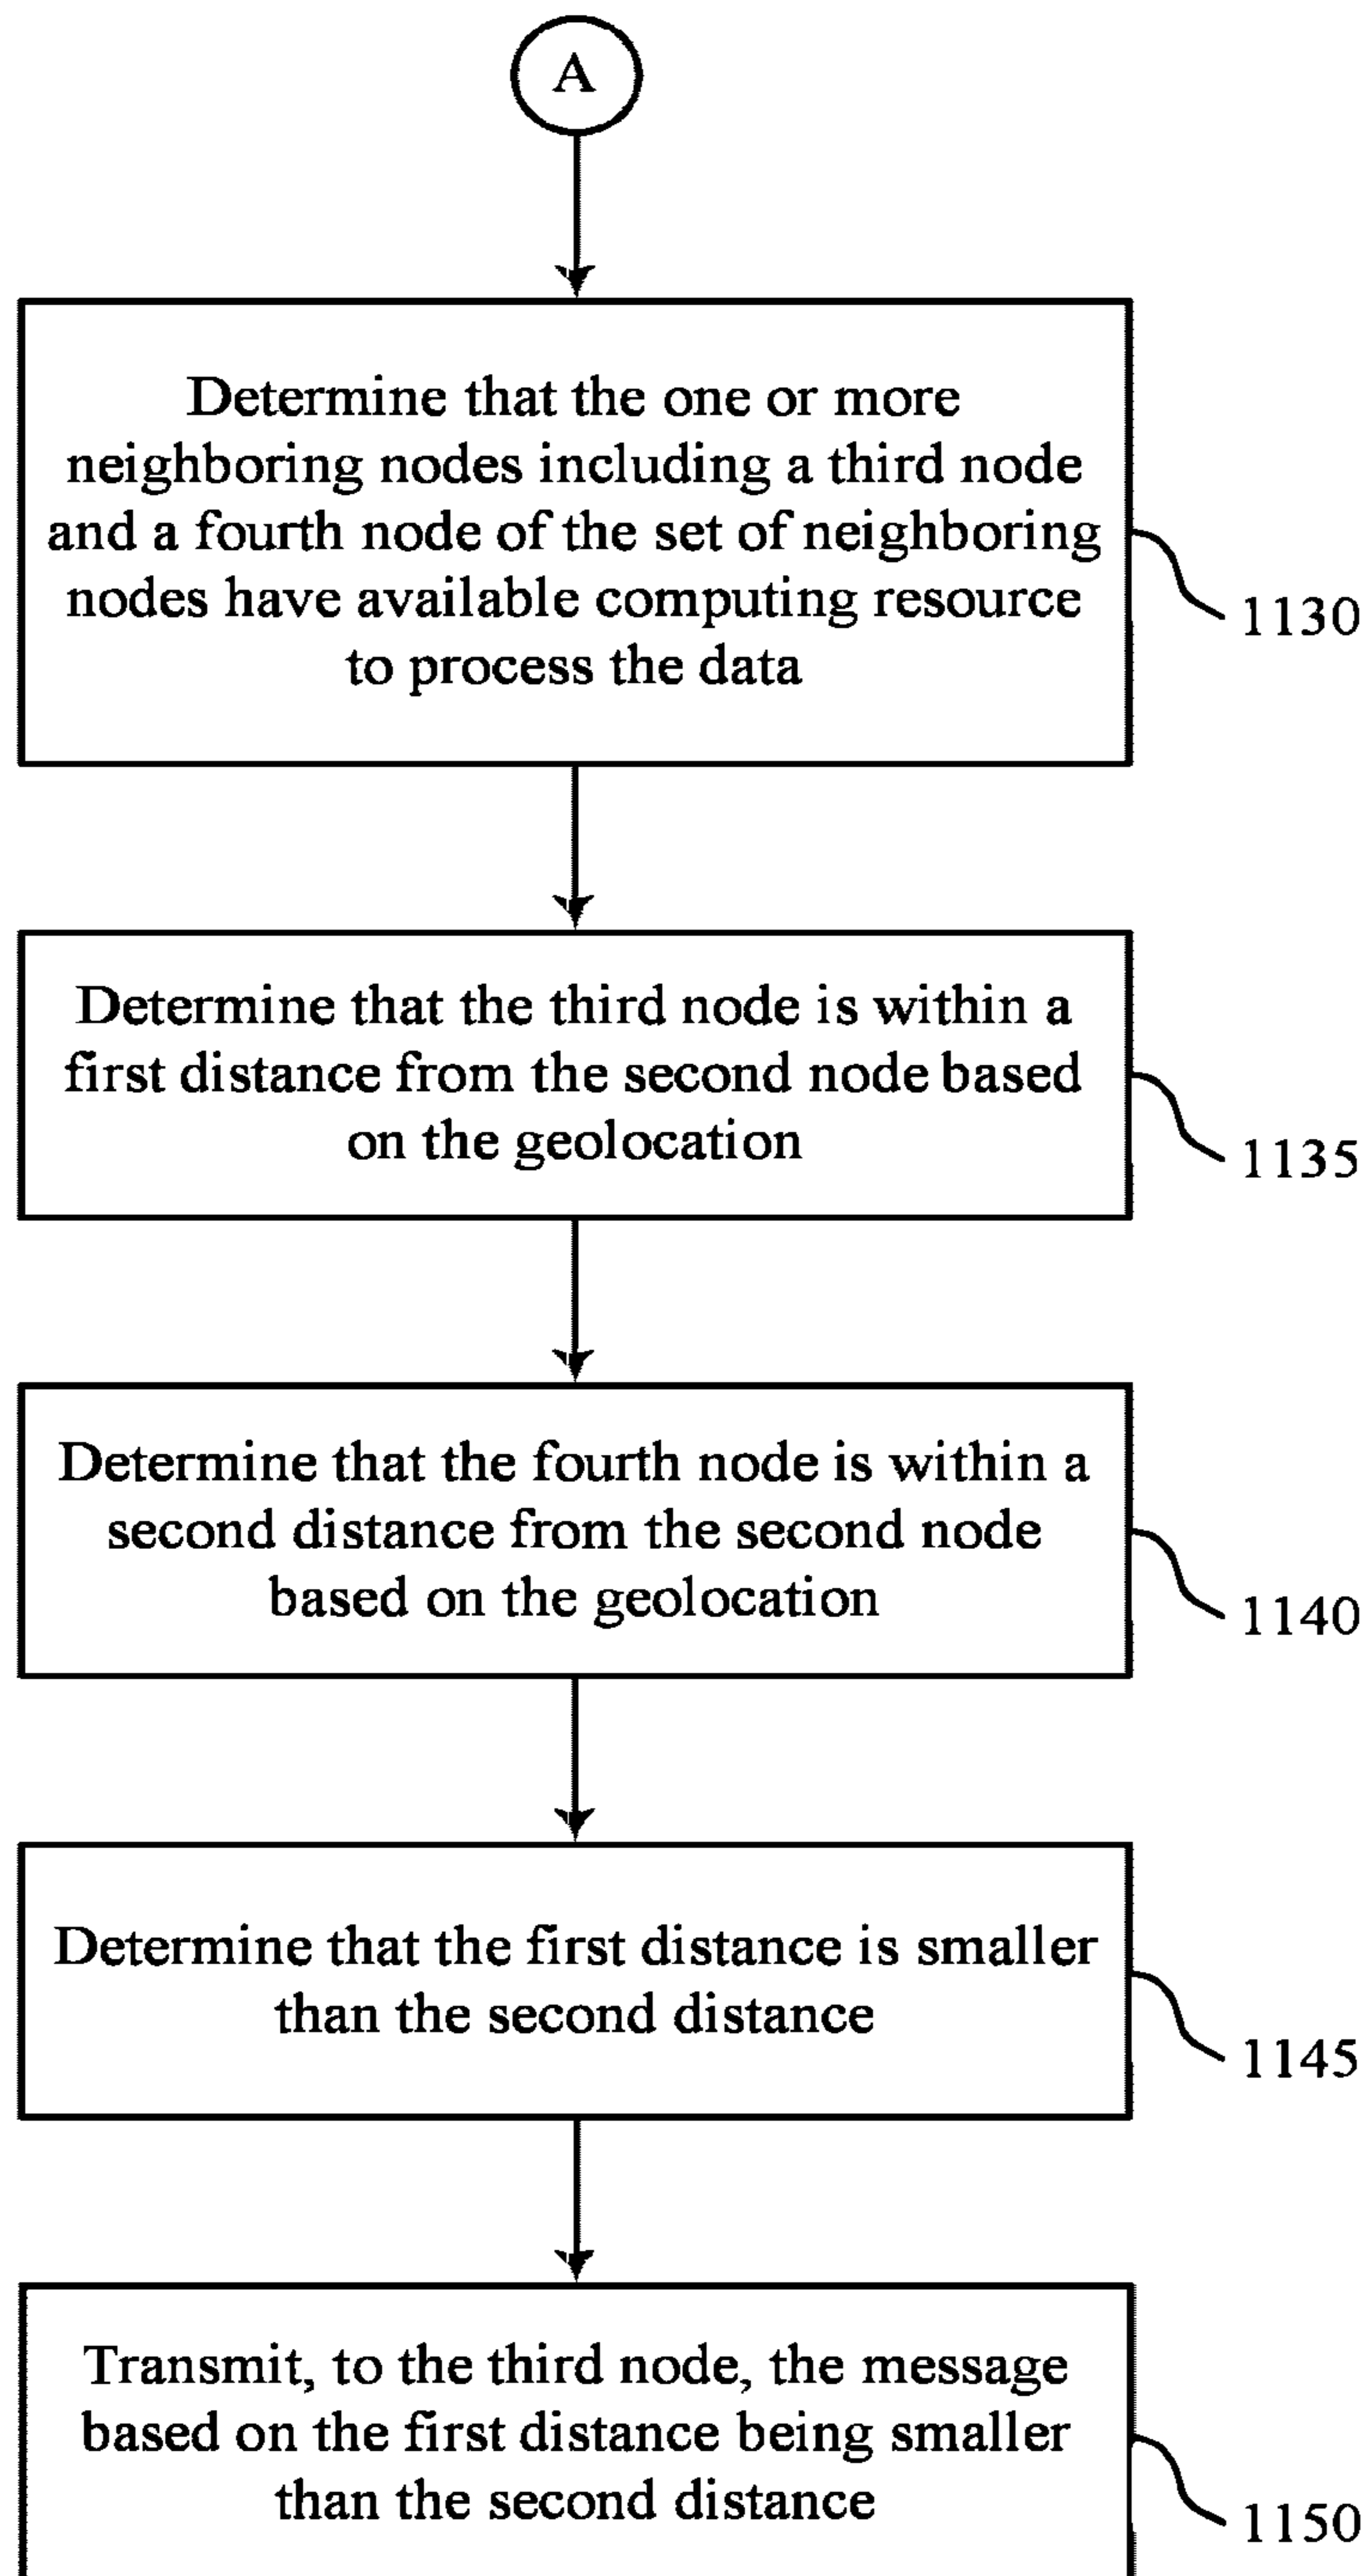 A
Determine that the one or more
neighboring nodes including a third node
and a fourth node of the set of neighboring
nodes have available computing resource
to process the data
1130
Determine that the third node is within a
first distance from the second node based
on the geolocation
1135
Determine that the fourth node is within a
second distance from the second node
based on the geolocation
1140
Determine that the first distance is smaller
than the second distance
1145
Transmit, to the third node, the message
based on the first distance being smaller
than the second distance
1150